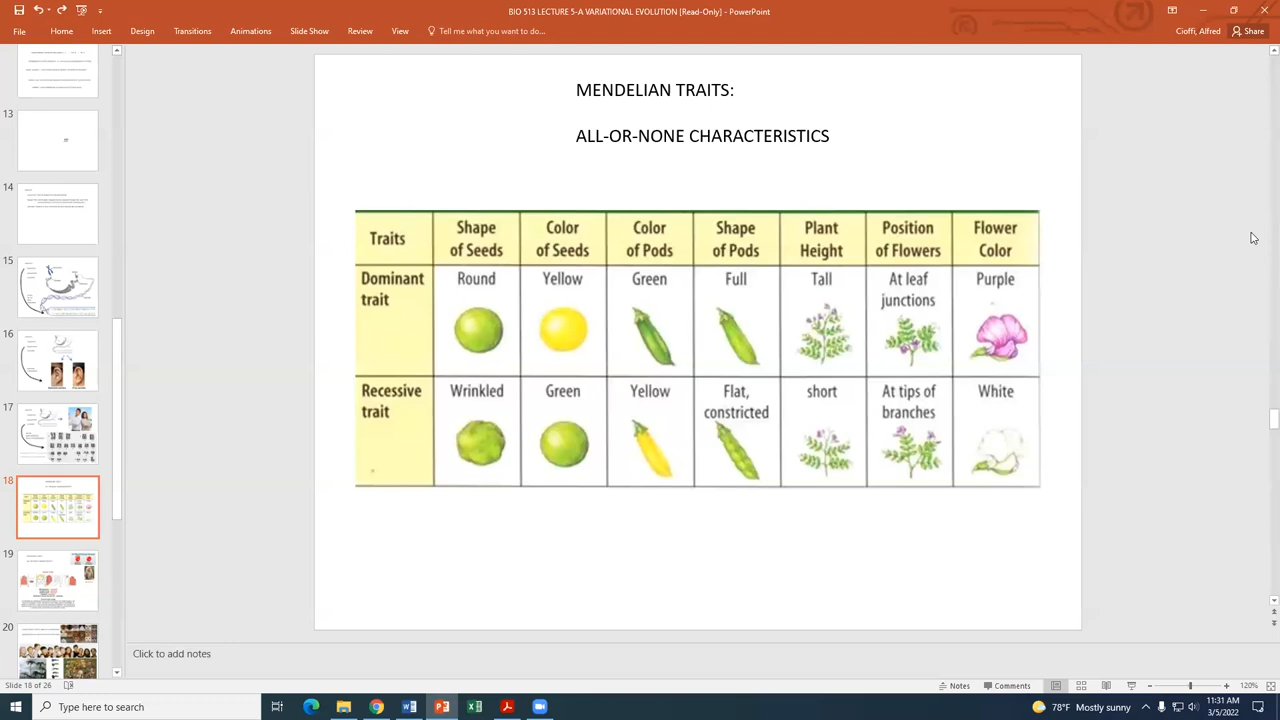 BIO 513 LECTURE 5-A VARIATIONAL EVOLUTION [Read-Only] - PowerPoint
File Home Insert Design Transitions Animations Slide Show Review View Tell me what you want to do... Cioffi, Alfred Share
13
14
15
16
17
18
19
20
MENDELIAN TRAITS:
ALL-OR-NONE CHARACTERISTICS
Traits Shape of Seeds Color of Seeds Color of Pods Shape of Pods Plant Height Position of Flowers Flower Color
Dominant trait Round Yellow Green Full Tall At leaf junctions Purple
Recessive trait Wrinkled Green Yellow Flat, constricted short At tips of branches White
Click to add notes
Slide 18 of 26 Notes Comments 120%
Type here to search 78°F Mostly sunny 11:31 AM
3/5/2022